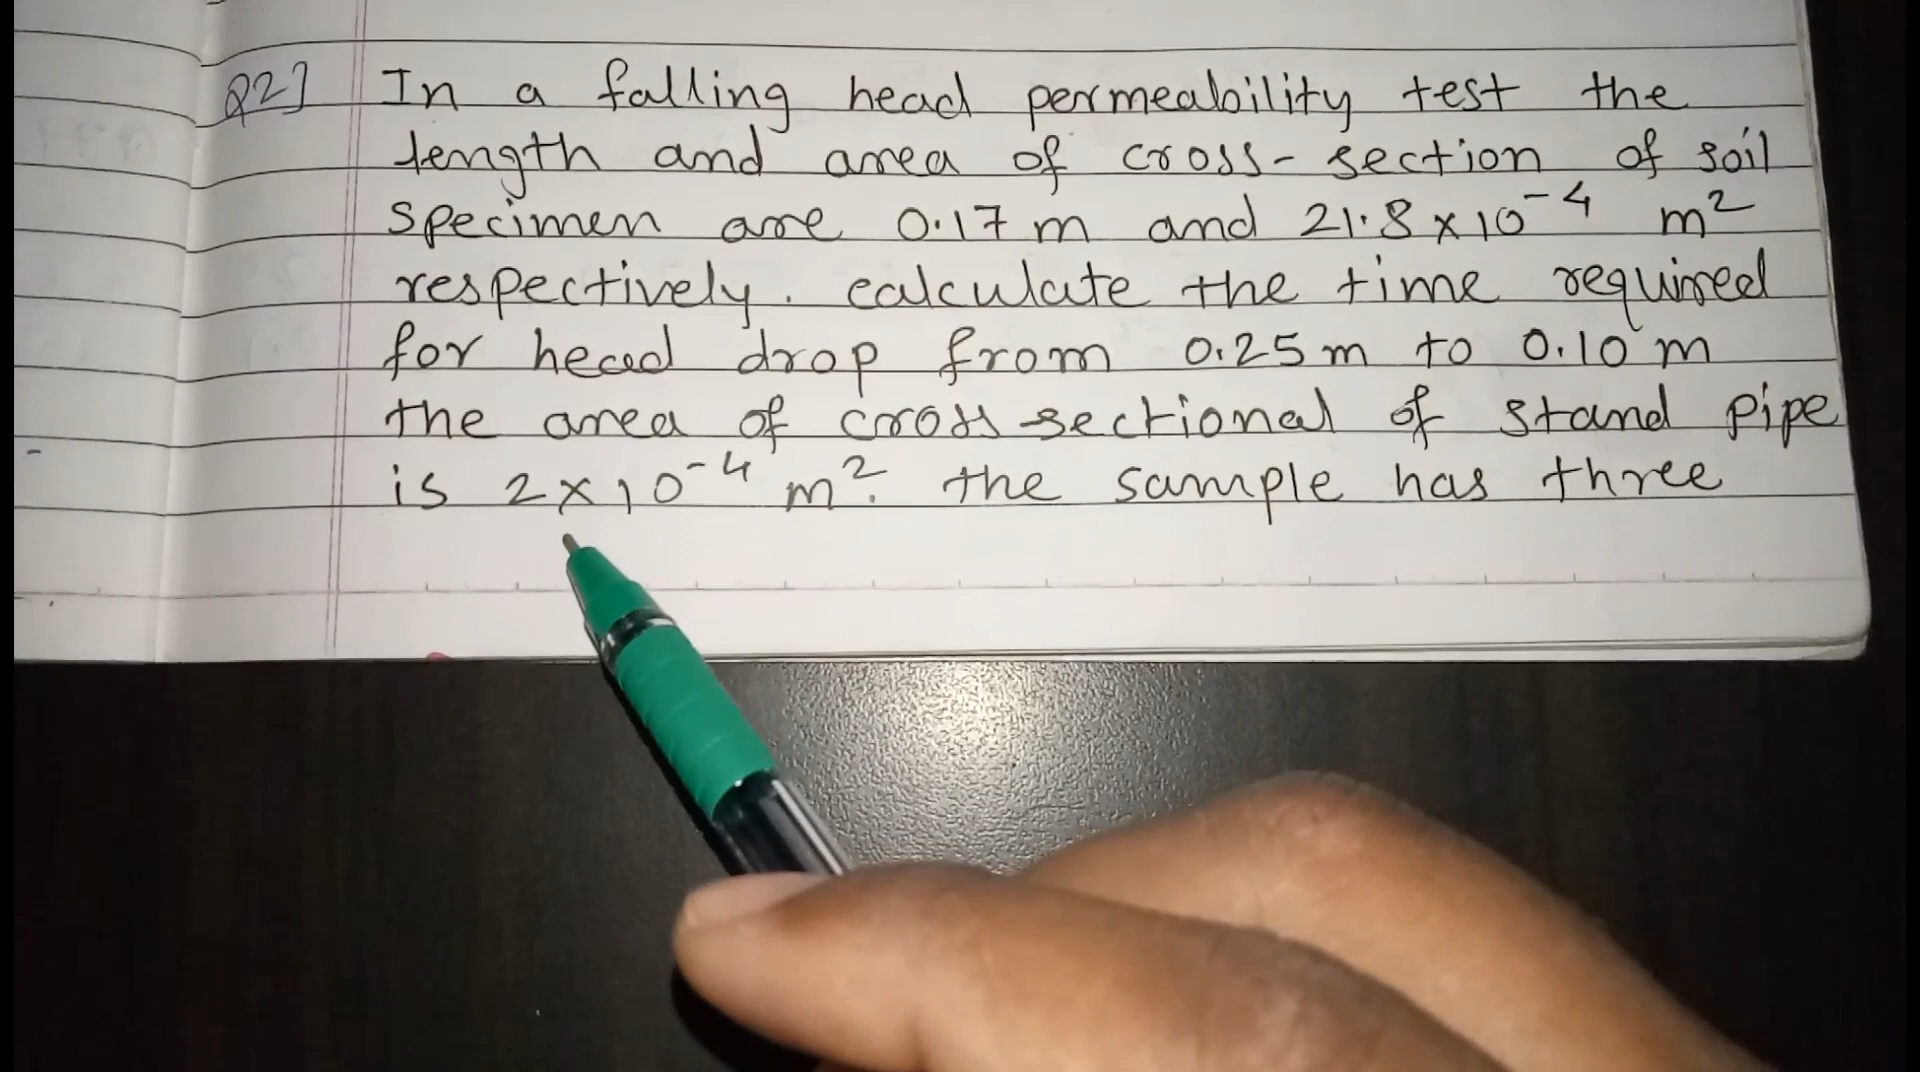 Q2] In a falling head permeability test the
length and area of cross-section of soil
specimen are 0.17 m and 21.8 × 10⁻⁴ m²
respectively. calculate the time required
for head drop from 0.25 m to 0.10 m
the area of cross sectional of stand pipe
is 2 × 10⁻⁴ m². the sample has three